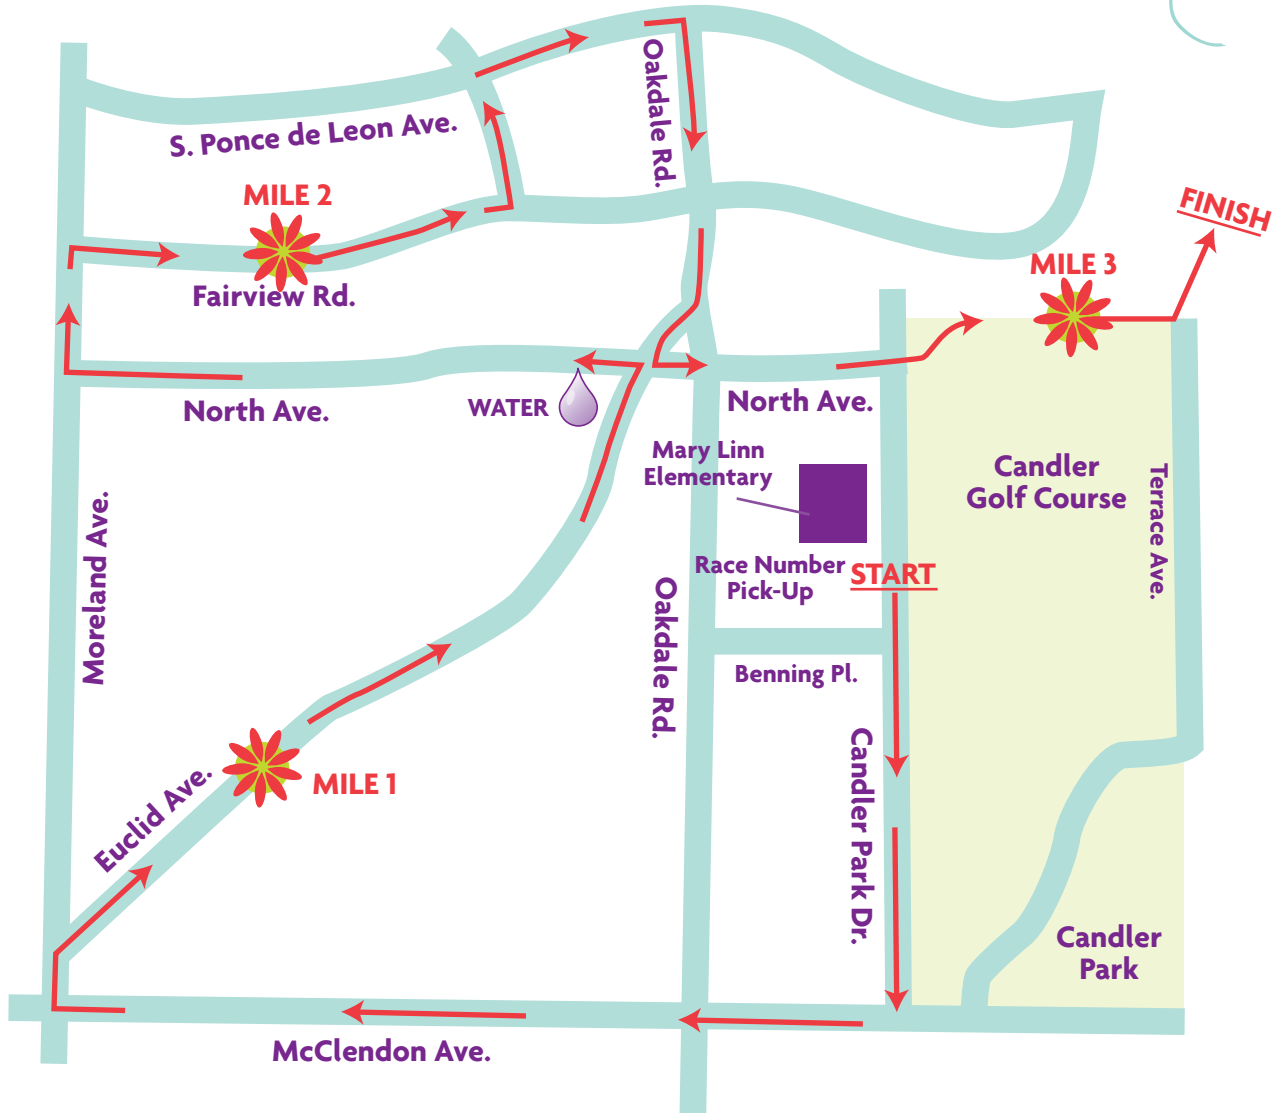 Oakdale Rd.
S. Ponce de Leon Ave.
MILE 2
FINISH
MILE 3
Fairview Rd.
North Ave.
WATER
North Ave.
Mary Linn
Elementary
Candler
Golf Course
Terrace Ave.
Moreland Ave.
Race Number
Pick-Up
START
Oakdale Rd.
Benning Pl.
Candler Park Dr.
MILE 1
Euclid Ave.
Candler
Park
McClendon Ave.